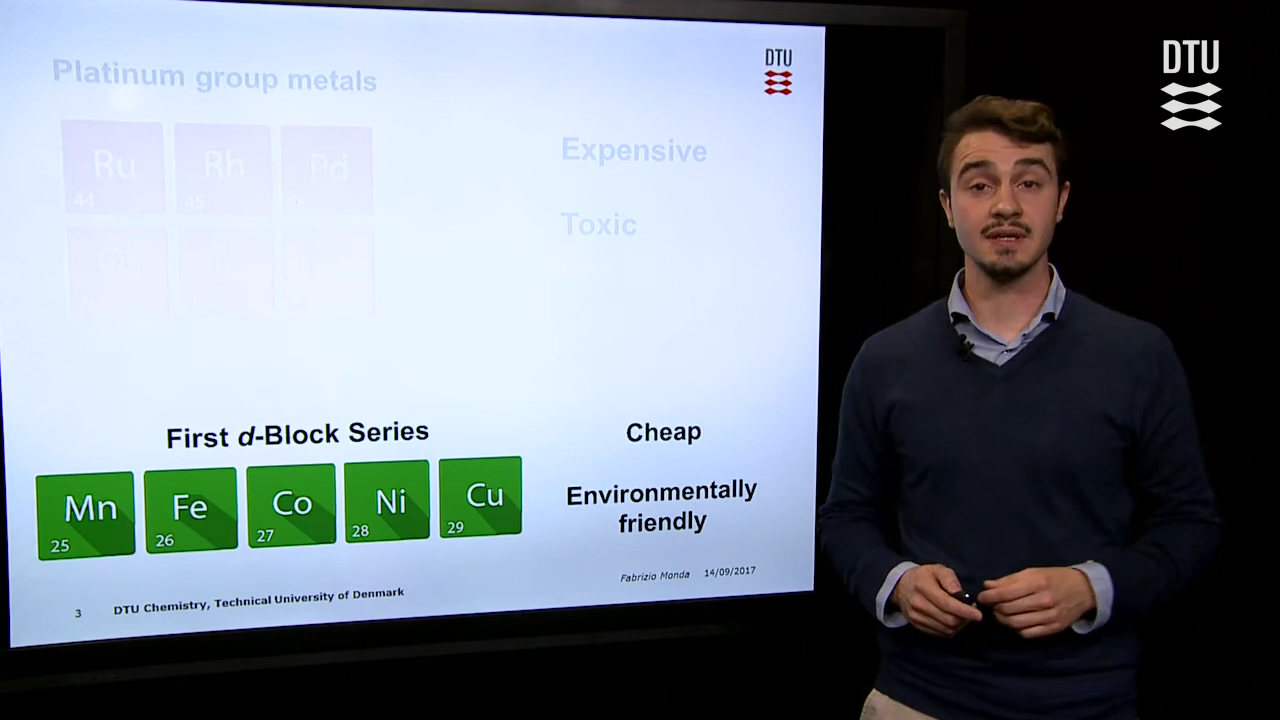 Platinum group metals
DTU
DTU
Ru
44
Rh
45
Pd
Expensive
Toxic
First d-Block Series
Cheap
Mn
25
Fe
26
Co
27
Ni
28
Cu
29
Environmentally
friendly
Fabrizio Monda 14/09/2017
3 DTU Chemistry, Technical University of Denmark